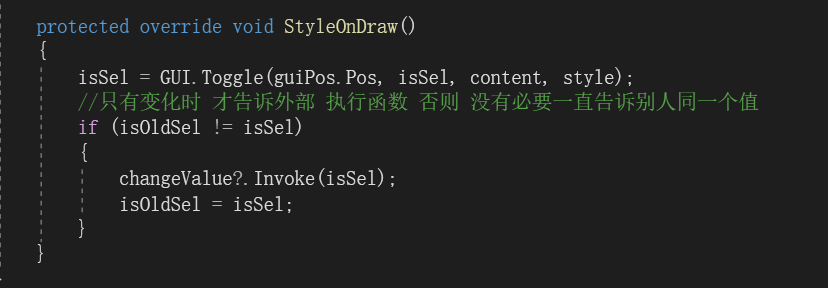 protected override void StyleOnDraw()
{
isSel = GUI.Toggle(guiPos.Pos, isSel, content, style);
//只有变化时 才告诉外部 执行函数 否则 没有必要一直告诉别人同一个值
if (isOldSel != isSel)
{
changeValue?.Invoke(isSel);
isOldSel = isSel;
}
}